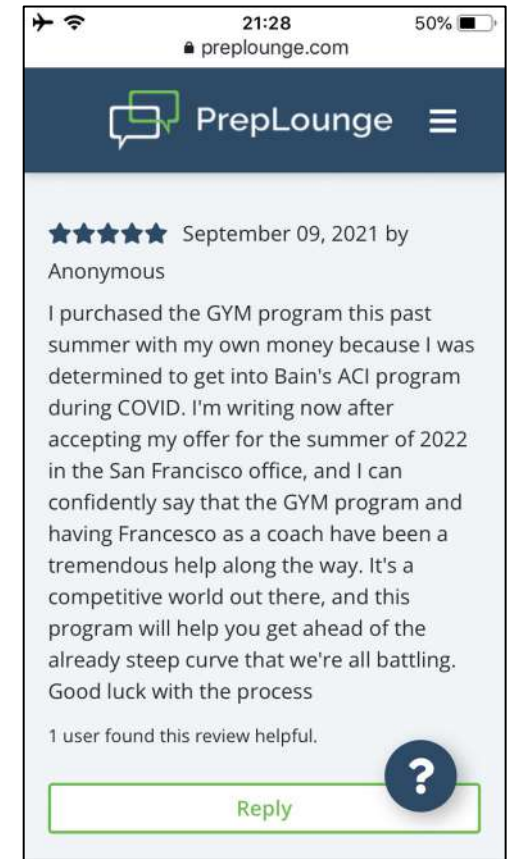 21:28
50%
preplounge.com
PrepLounge
September 09, 2021 by
Anonymous
I purchased the GYM program this past
summer with my own money because I was
determined to get into Bain's ACI program
during COVID. I'm writing now after
accepting my offer for the summer of 2022
in the San Francisco office, and I can
confidently say that the GYM program and
having Francesco as a coach have been a
tremendous help along the way. It's a
competitive world out there, and this
program will help you get ahead of the
already steep curve that we're all battling.
Good luck with the process
1 user found this review helpful.
?
Reply